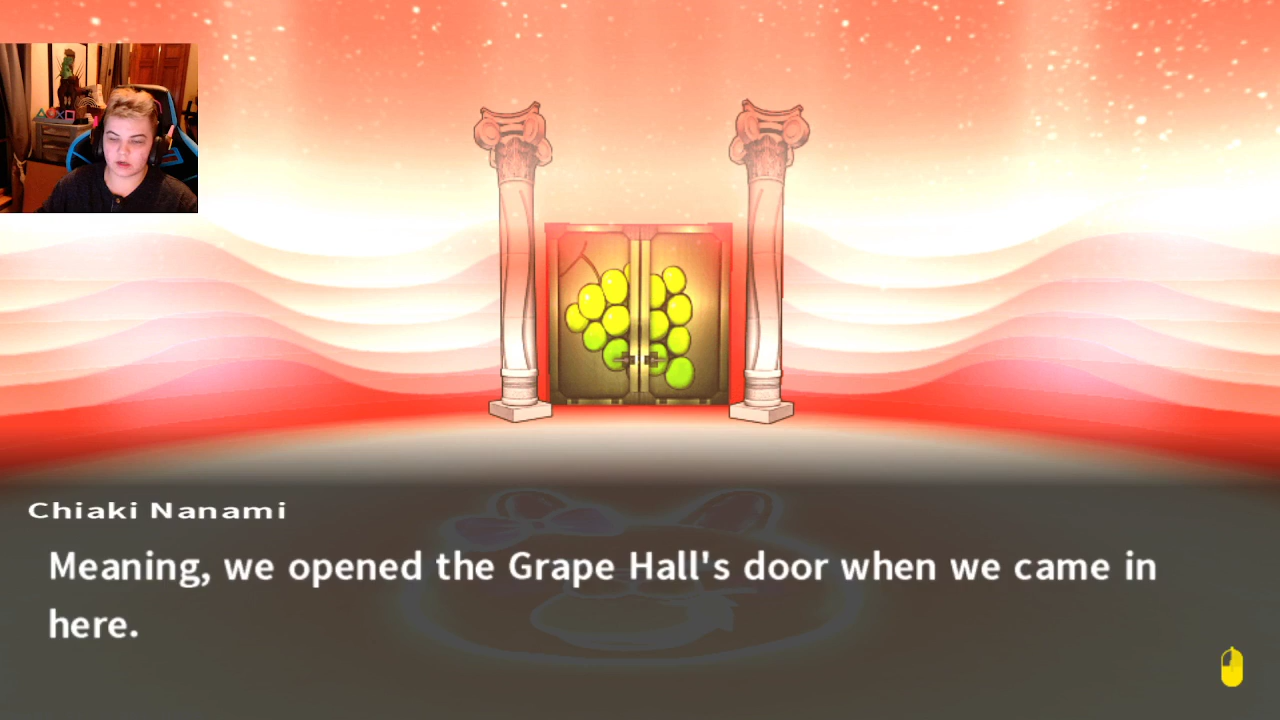 Chiaki Nanami
Meaning, we opened the Grape Hall's door when we came in
here.